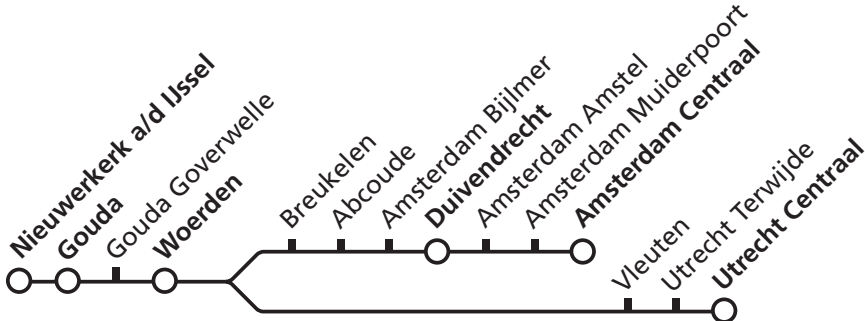 Nieuwerkerk a/d IJssel
Gouda
Gouda Goverwelle
Woerden
Breukelen
Abcoude
Amsterdam Bijlmer
Duivendrecht
Amsterdam Amstel
Amsterdam Muiderpoort
Amsterdam Centraal
Vleuten
Utrecht Terwijde
Utrecht Centraal